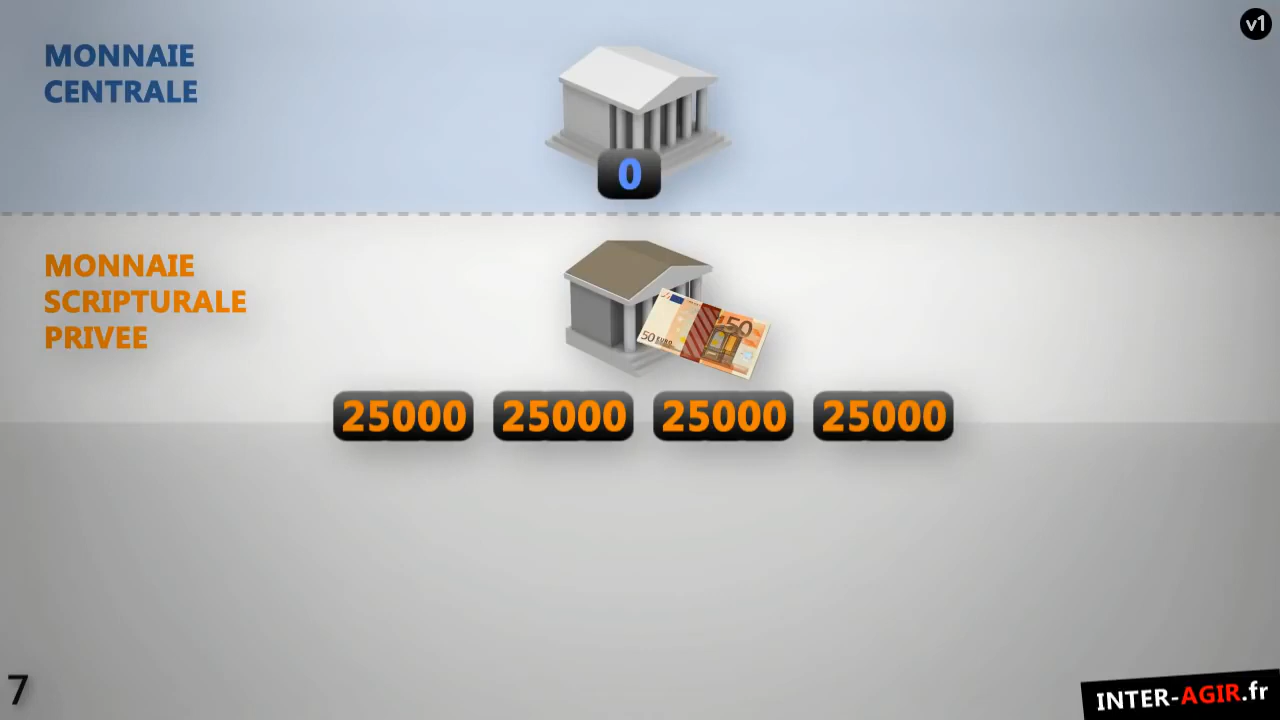 v1
MONNAIE
CENTRALE
0
MONNAIE
SCRIPTURALE
PRIVEE
50 EURO
50
25000 25000 25000 25000
7
INTER-AGIR.fr